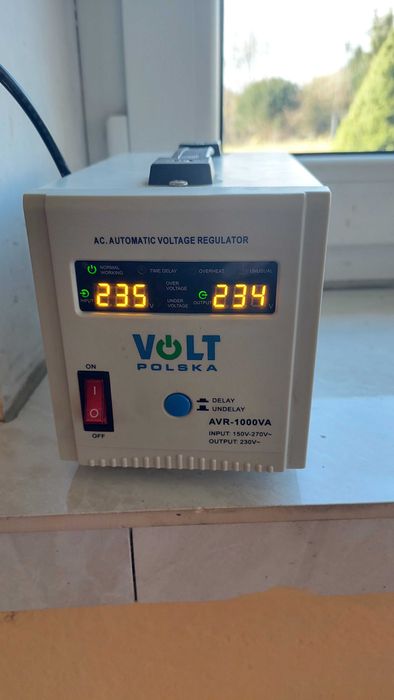 AC. AUTOMATIC VOLTAGE REGULATOR
NORMAL WORKING TIME DELAY OVERHEAT UNUSUAL
INPUT 235 V OVER VOLTAGE UNDER VOLTAGE OUTPUT 234 V
VOLT
POLSKA
ON
I
O
OFF
DELAY
UNDELAY
AVR-1000VA
INPUT: 150V-270V~
OUTPUT: 230V~